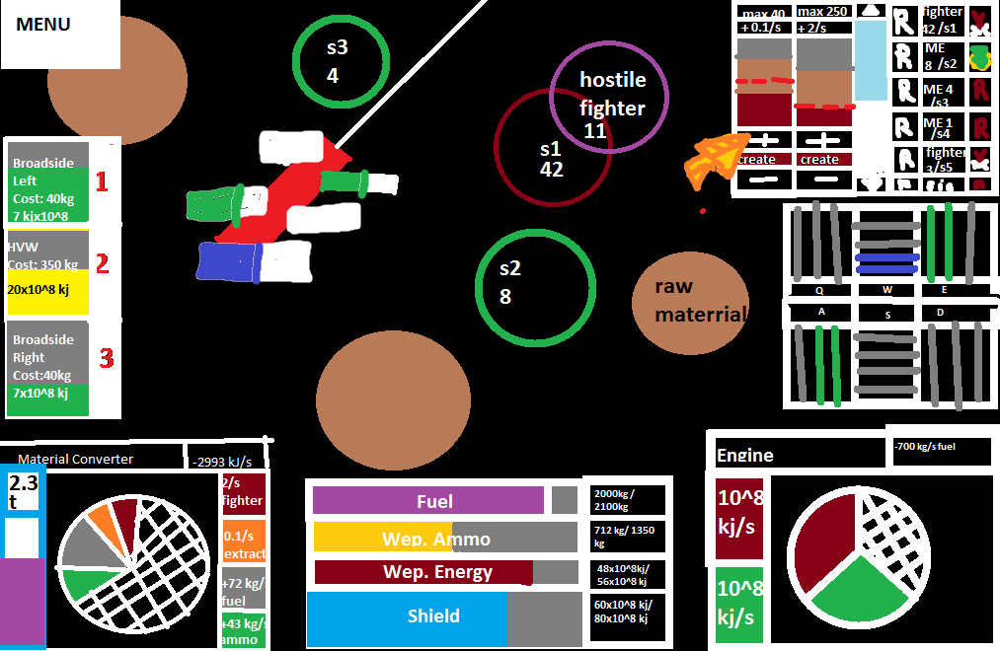 MENU
s3
4
hostile
fighter
11
s1
42
s2
8
raw
materrial
max 40
+0.1/s
create
max 250
+2/s
create
R
fighter
42 /s1
R
ME
8 /s2
R
ME 4
/s3
R
R
ME 1
/s4
R
R
fighter
3/s5
Broadside
Left
Cost: 40kg
7 kjx10^8
1
HVW
Cost: 350 kg
20x10^8 kj
2
Broadside
Right
Cost:40kg
7x10^8 kj
3
Q
W
E
A
S
D
Material Converter
-2993 kJ/s
2.3
t
2/s
fighter
0.1/s
extract
+72 kg/s
fuel
+43 kg/s
ammo
Fuel
2000kg/
2100kg
Wep. Ammo
712 kg/ 1350
kg
Wep. Energy
48x10^8kj/
56x10^8 kj
Shield
60x10^8 kj/
80x10^8 kj
Engine
-700 kg/s fuel
10^8
kj/s
10^8
kj/s